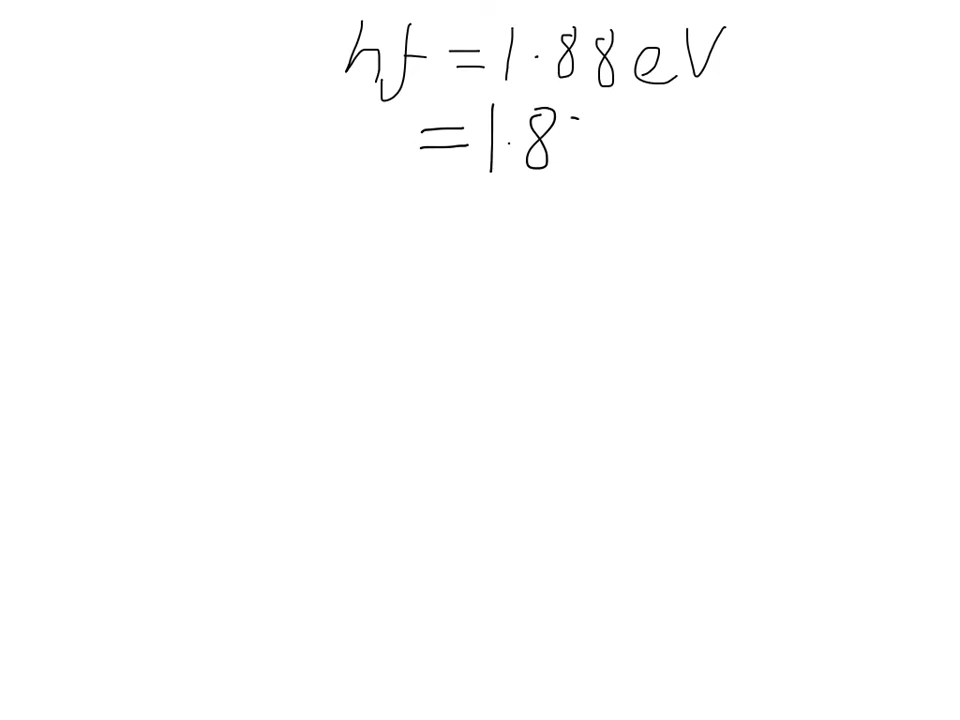 hf = 1.88eV
= 1.8